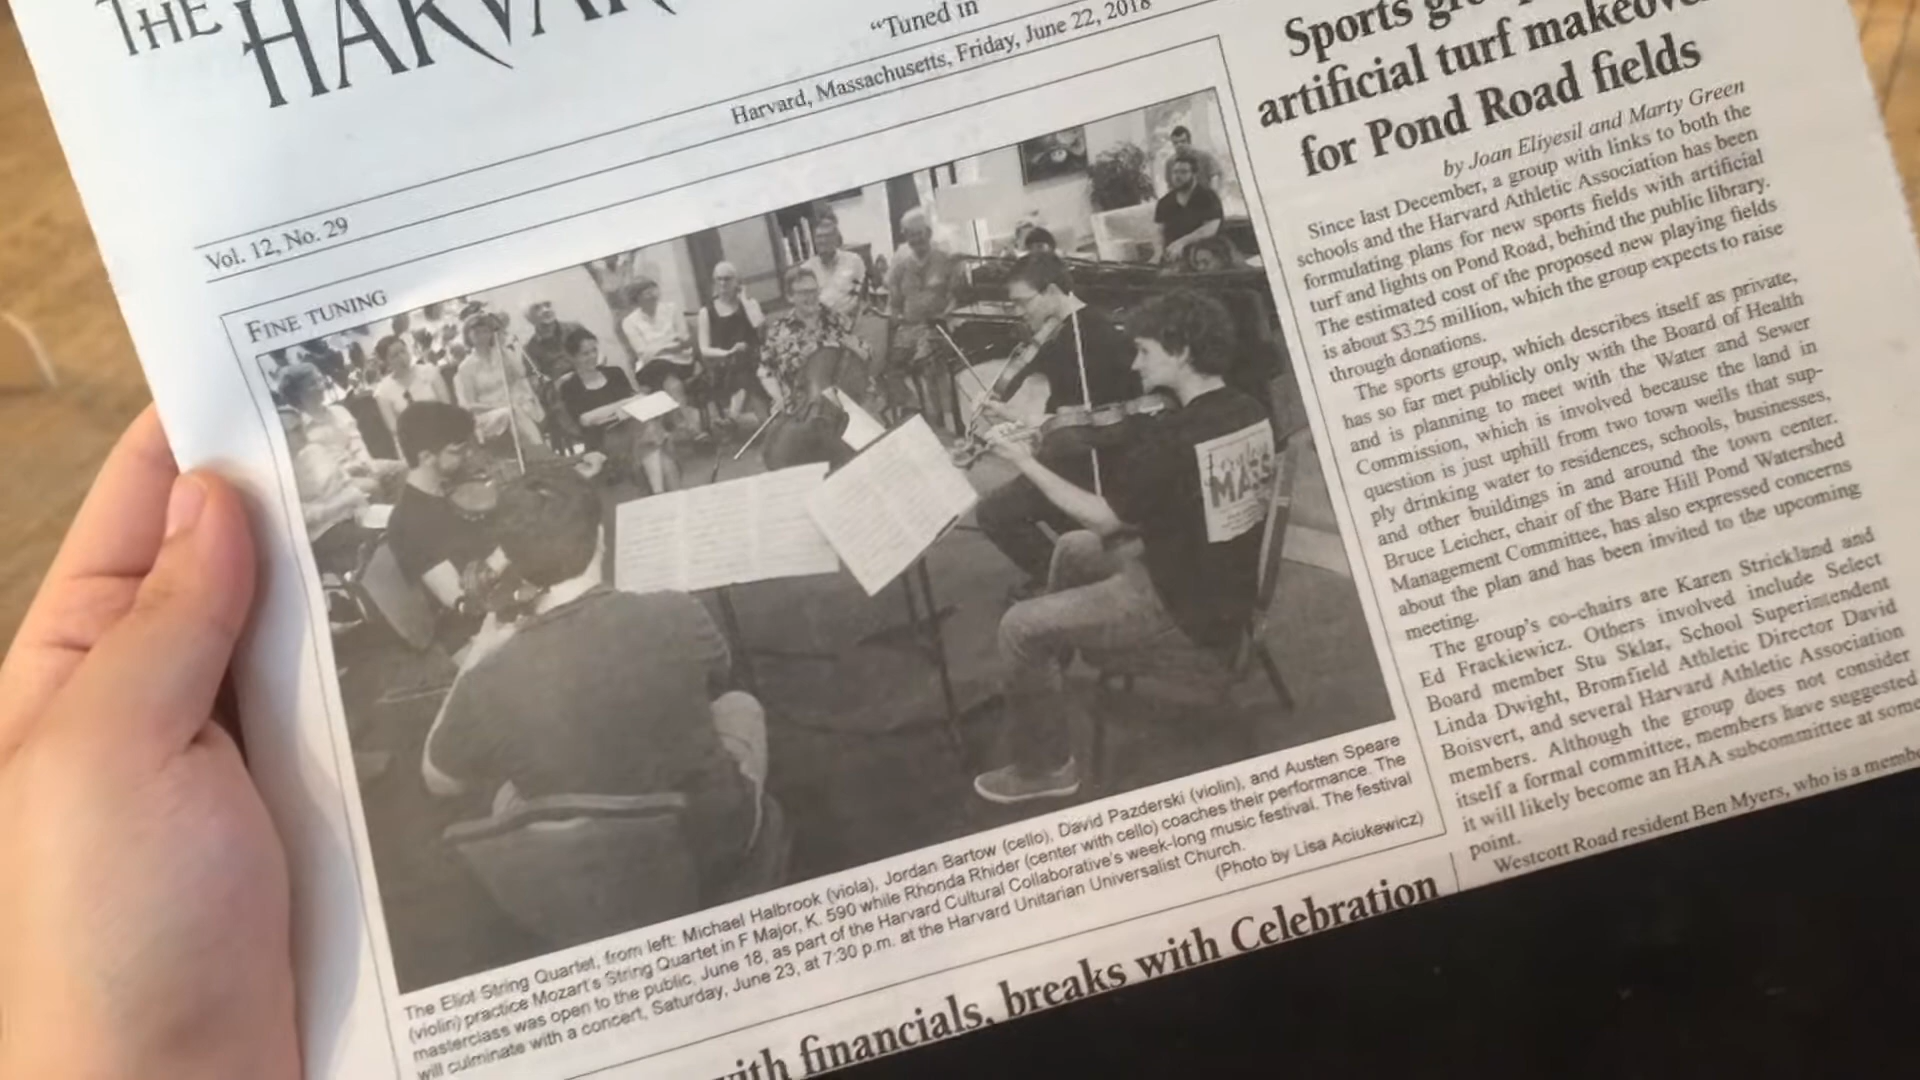 THE
HARVA
“Tuned in
Harvard, Massachusetts, Friday, June 22, 2018
Vol. 12, No. 29
FINE TUNING
MASS
The Eliot String Quartet, from left: Michael Halbrook (viola), Jordan Bartow (cello), David Pazderski (violin), and Austen Speare
(violin) practice Mozart's String Quartet in F Major, K. 590 while Rhonda Rhider (center with cello) coaches their performance. The
masterclass was open to the public, June 18, as part of the Harvard Cultural Collaborative's week-long music festival. The festival
will culminate with a concert, Saturday, June 23, at 7:30 p.m. at the Harvard Unitarian Universalist Church.
(Photo by Lisa Aciukewicz)
with financials, breaks with Celebration
Sports
artificial turf makeover
for Pond Road fields
by Joan Eliyesil and Marty Green
Since last December, a group with links to both the
schools and the Harvard Athletic Association has been
formulating plans for new sports fields with artificial
turf and lights on Pond Road, behind the public library.
The estimated cost of the proposed new playing fields
is about $3.25 million, which the group expects to raise
through donations.
The sports group, which describes itself as private,
has so far met publicly only with the Board of Health
and is planning to meet with the Water and Sewer
Commission, which is involved because the land in
question is just uphill from two town wells that sup-
ply drinking water to residences, schools, businesses,
and other buildings in and around the town center.
Bruce Leicher, chair of the Bare Hill Pond Watershed
Management Committee, has also expressed concerns
about the plan and has been invited to the upcoming
meeting.
The group's co-chairs are Karen Strickland and
Ed Frackiewicz. Others involved include Select
Board member Stu Sklar, School Superintendent
Linda Dwight, Bromfield Athletic Director David
Boisvert, and several Harvard Athletic Association
members. Although the group does not consider
itself a formal committee, members have suggested
it will likely become an HAA subcommittee at some
point.
Westcott Road resident Ben Myers, who is a membe